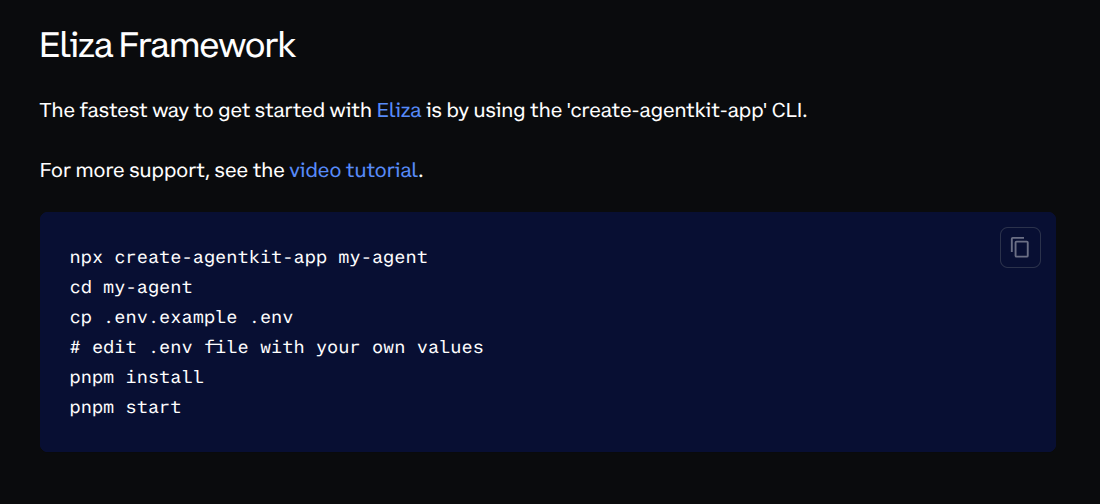 Eliza Framework
The fastest way to get started with Eliza is by using the 'create-agentkit-app' CLI.
For more support, see the video tutorial.
npx create-agentkit-app my-agent
cd my-agent
cp .env.example .env
# edit .env file with your own values
pnpm install
pnpm start